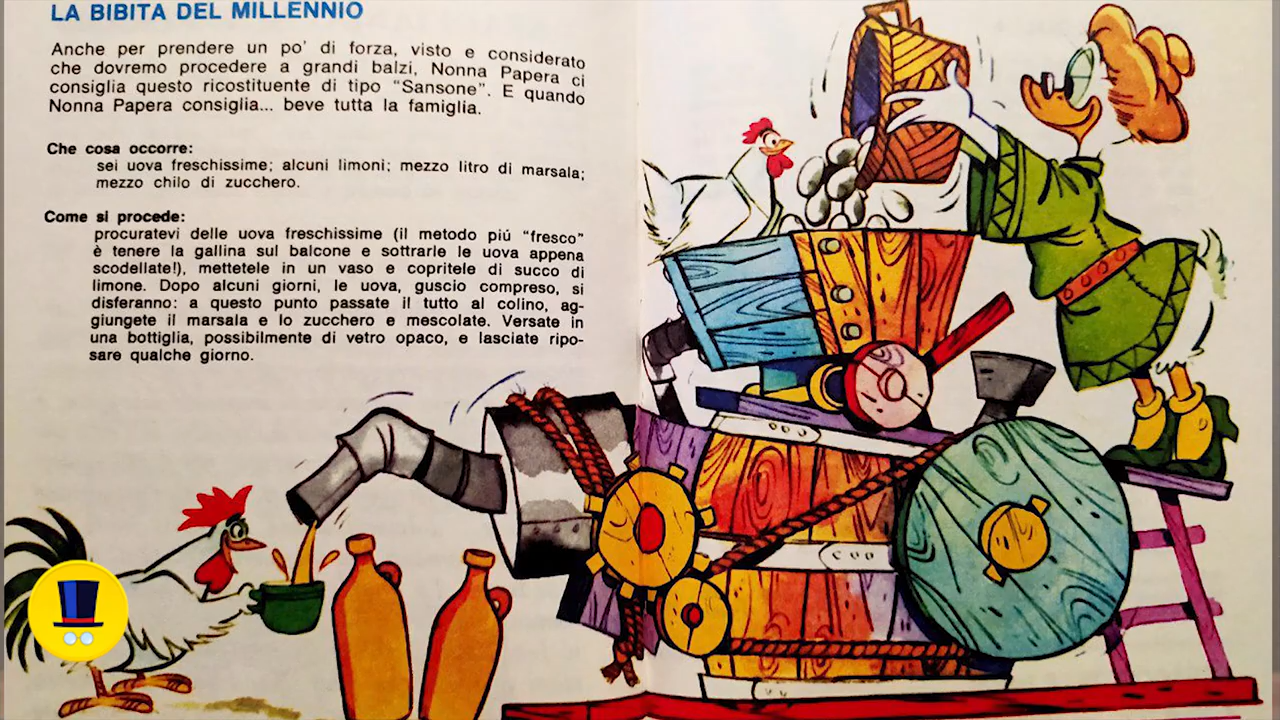 LA BIBITA DEL MILLENNIO
Anche per prendere un po' di forza, visto e considerato
che dovremo procedere a grandi balzi, Nonna Papera ci
consiglia questo ricostituente di tipo "Sansone". E quando
Nonna Papera consiglia... beve tutta la famiglia.
Che cosa occorre:
sei uova freschissime; alcuni limoni; mezzo litro di marsala;
mezzo chilo di zucchero.
Come si procede:
procuratevi delle uova freschissime (il metodo piú "fresco"
è tenere la gallina sul balcone e sottrarle le uova appena
scodellate!), mettetele in un vaso e copritele di succo di
limone. Dopo alcuni giorni, le uova, guscio compreso, si
disferanno: a questo punto passate il tutto al colino, ag-
giungete il marsala e lo zucchero e mescolate. Versate in
una bottiglia, possibilmente di vetro opaco, e lasciate ripo-
sare qualche giorno.